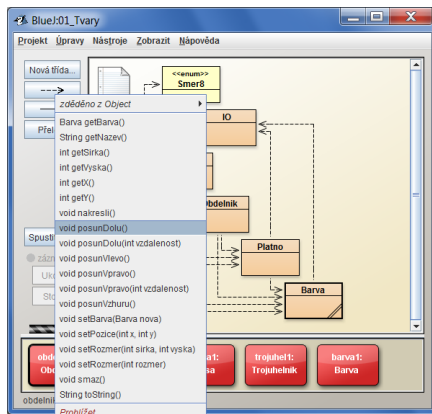 BlueJ:01_Tvary
Projekt Úpravy Nástroje Zobrazit Nápověda
Nová třída...
<<enum>>
Smer8
IO
Platno
Barva
zděděno z Object
Barva getBarva()
String getNazev()
int getSirka()
int getVyska()
int getX()
int getY()
void nakresli()
void posunDolu()
void posunDolu(int vzdalenost)
void posunVlevo()
void posunVpravo()
void posunVpravo(int vzdalenost)
void posunVzhuru()
void setBarva(Barva nova)
void setPozice(int x, int y)
void setRozmer(int sirka, int vyska)
void setRozmer(int rozmer)
void smaz()
String toString()
Prohlížet
trojuhel1:
Trojuhelnik
barva1:
Barva